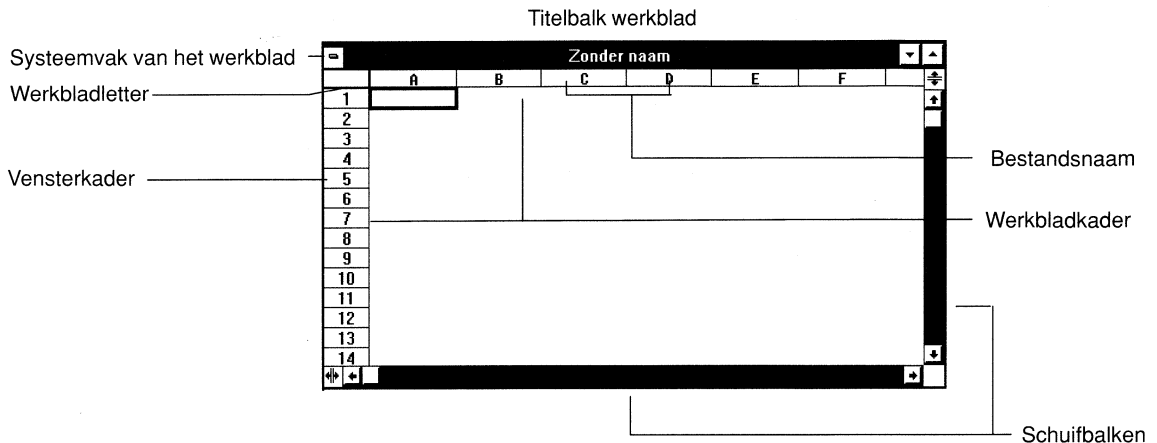 Titelbalk werkblad
Systeemvak van het werkblad
Zonder naam
A B C D E F
Werkbladletter
1
2
3
4
Bestandsnaam
Vensterkader
5
6
7
Werkbladkader
8
9
10
11
12
13
14
Schuifbalken